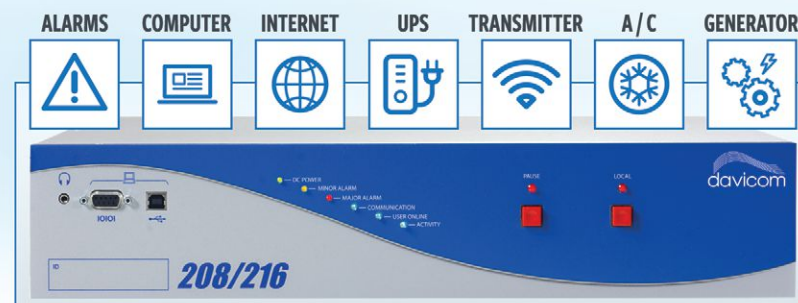 ALARMS COMPUTER INTERNET UPS TRANSMITTER A/C GENERATOR
DC POWER
MINOR ALARM
MAJOR ALARM
COMMUNICATION
USER ONLINE
ACTIVITY
PAUSE
LOCAL
davicom
IOIOI
ID
208/216